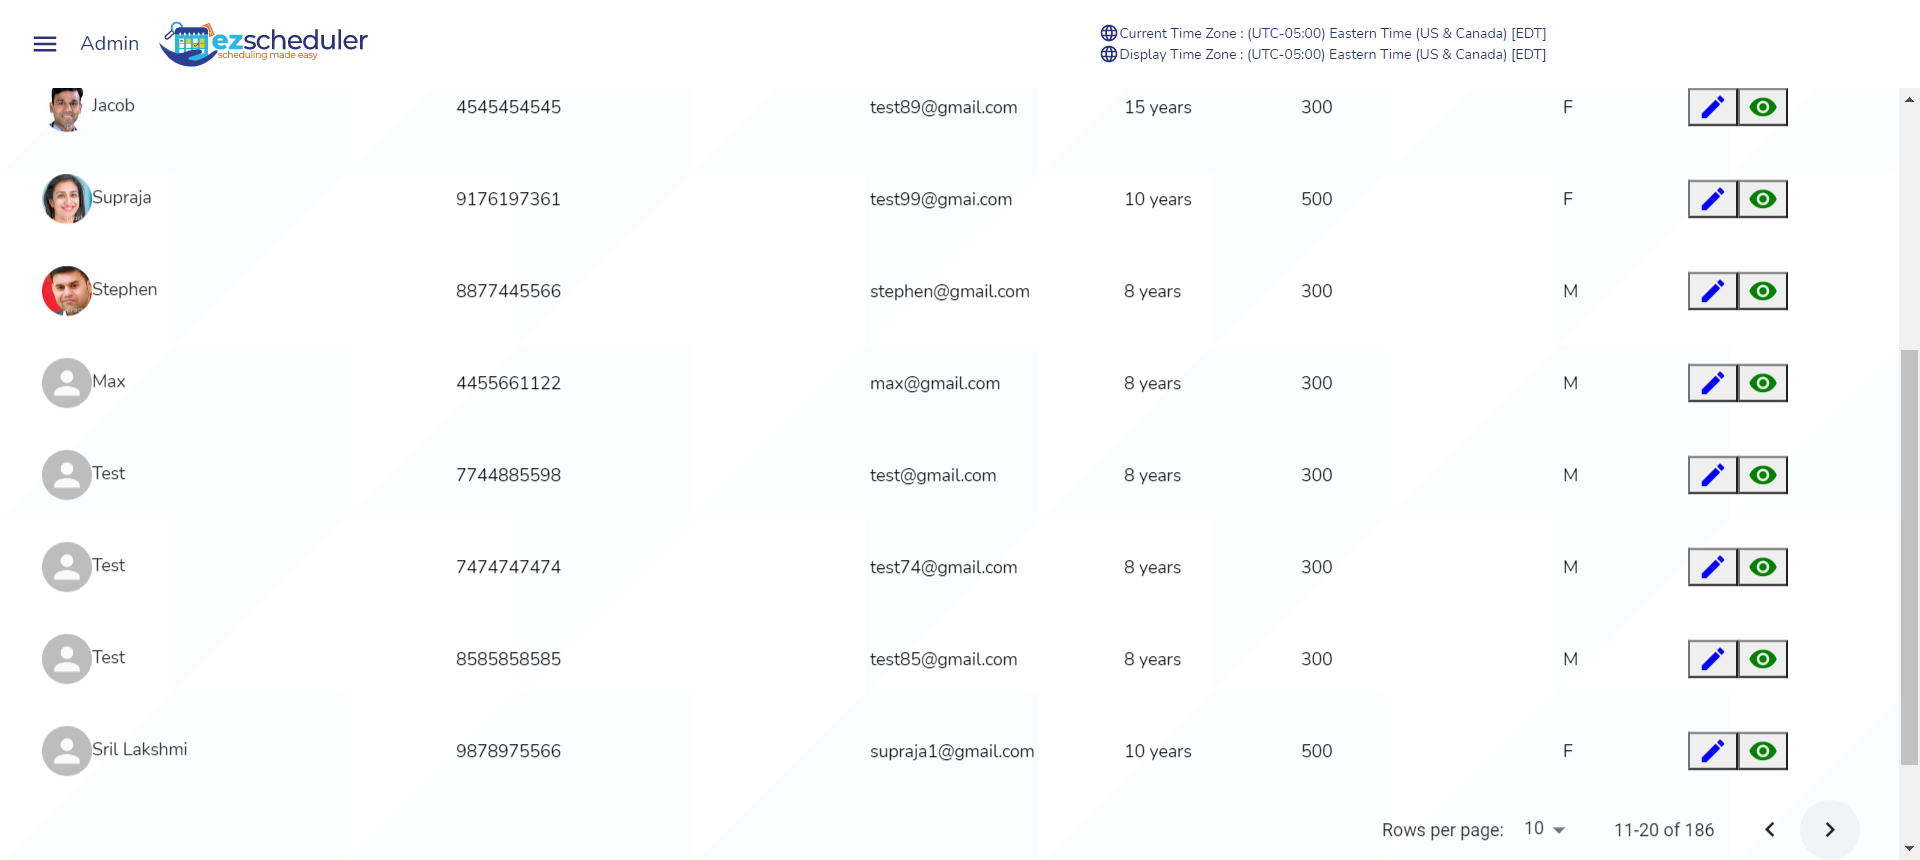 Admin
ezscheduler
scheduling made easy
Current Time Zone : (UTC-05:00) Eastern Time (US & Canada) [EDT]
Display Time Zone : (UTC-05:00) Eastern Time (US & Canada) [EDT]
Jacob 4545454545 test89@gmail.com 15 years 300 F
Supraja 9176197361 test99@gmai.com 10 years 500 F
Stephen 8877445566 stephen@gmail.com 8 years 300 M
Max 4455661122 max@gmail.com 8 years 300 M
Test 7744885598 test@gmail.com 8 years 300 M
Test 7474747474 test74@gmail.com 8 years 300 M
Test 8585858585 test85@gmail.com 8 years 300 M
Sril Lakshmi 9878975566 supraja1@gmail.com 10 years 500 F
Rows per page: 10 11-20 of 186